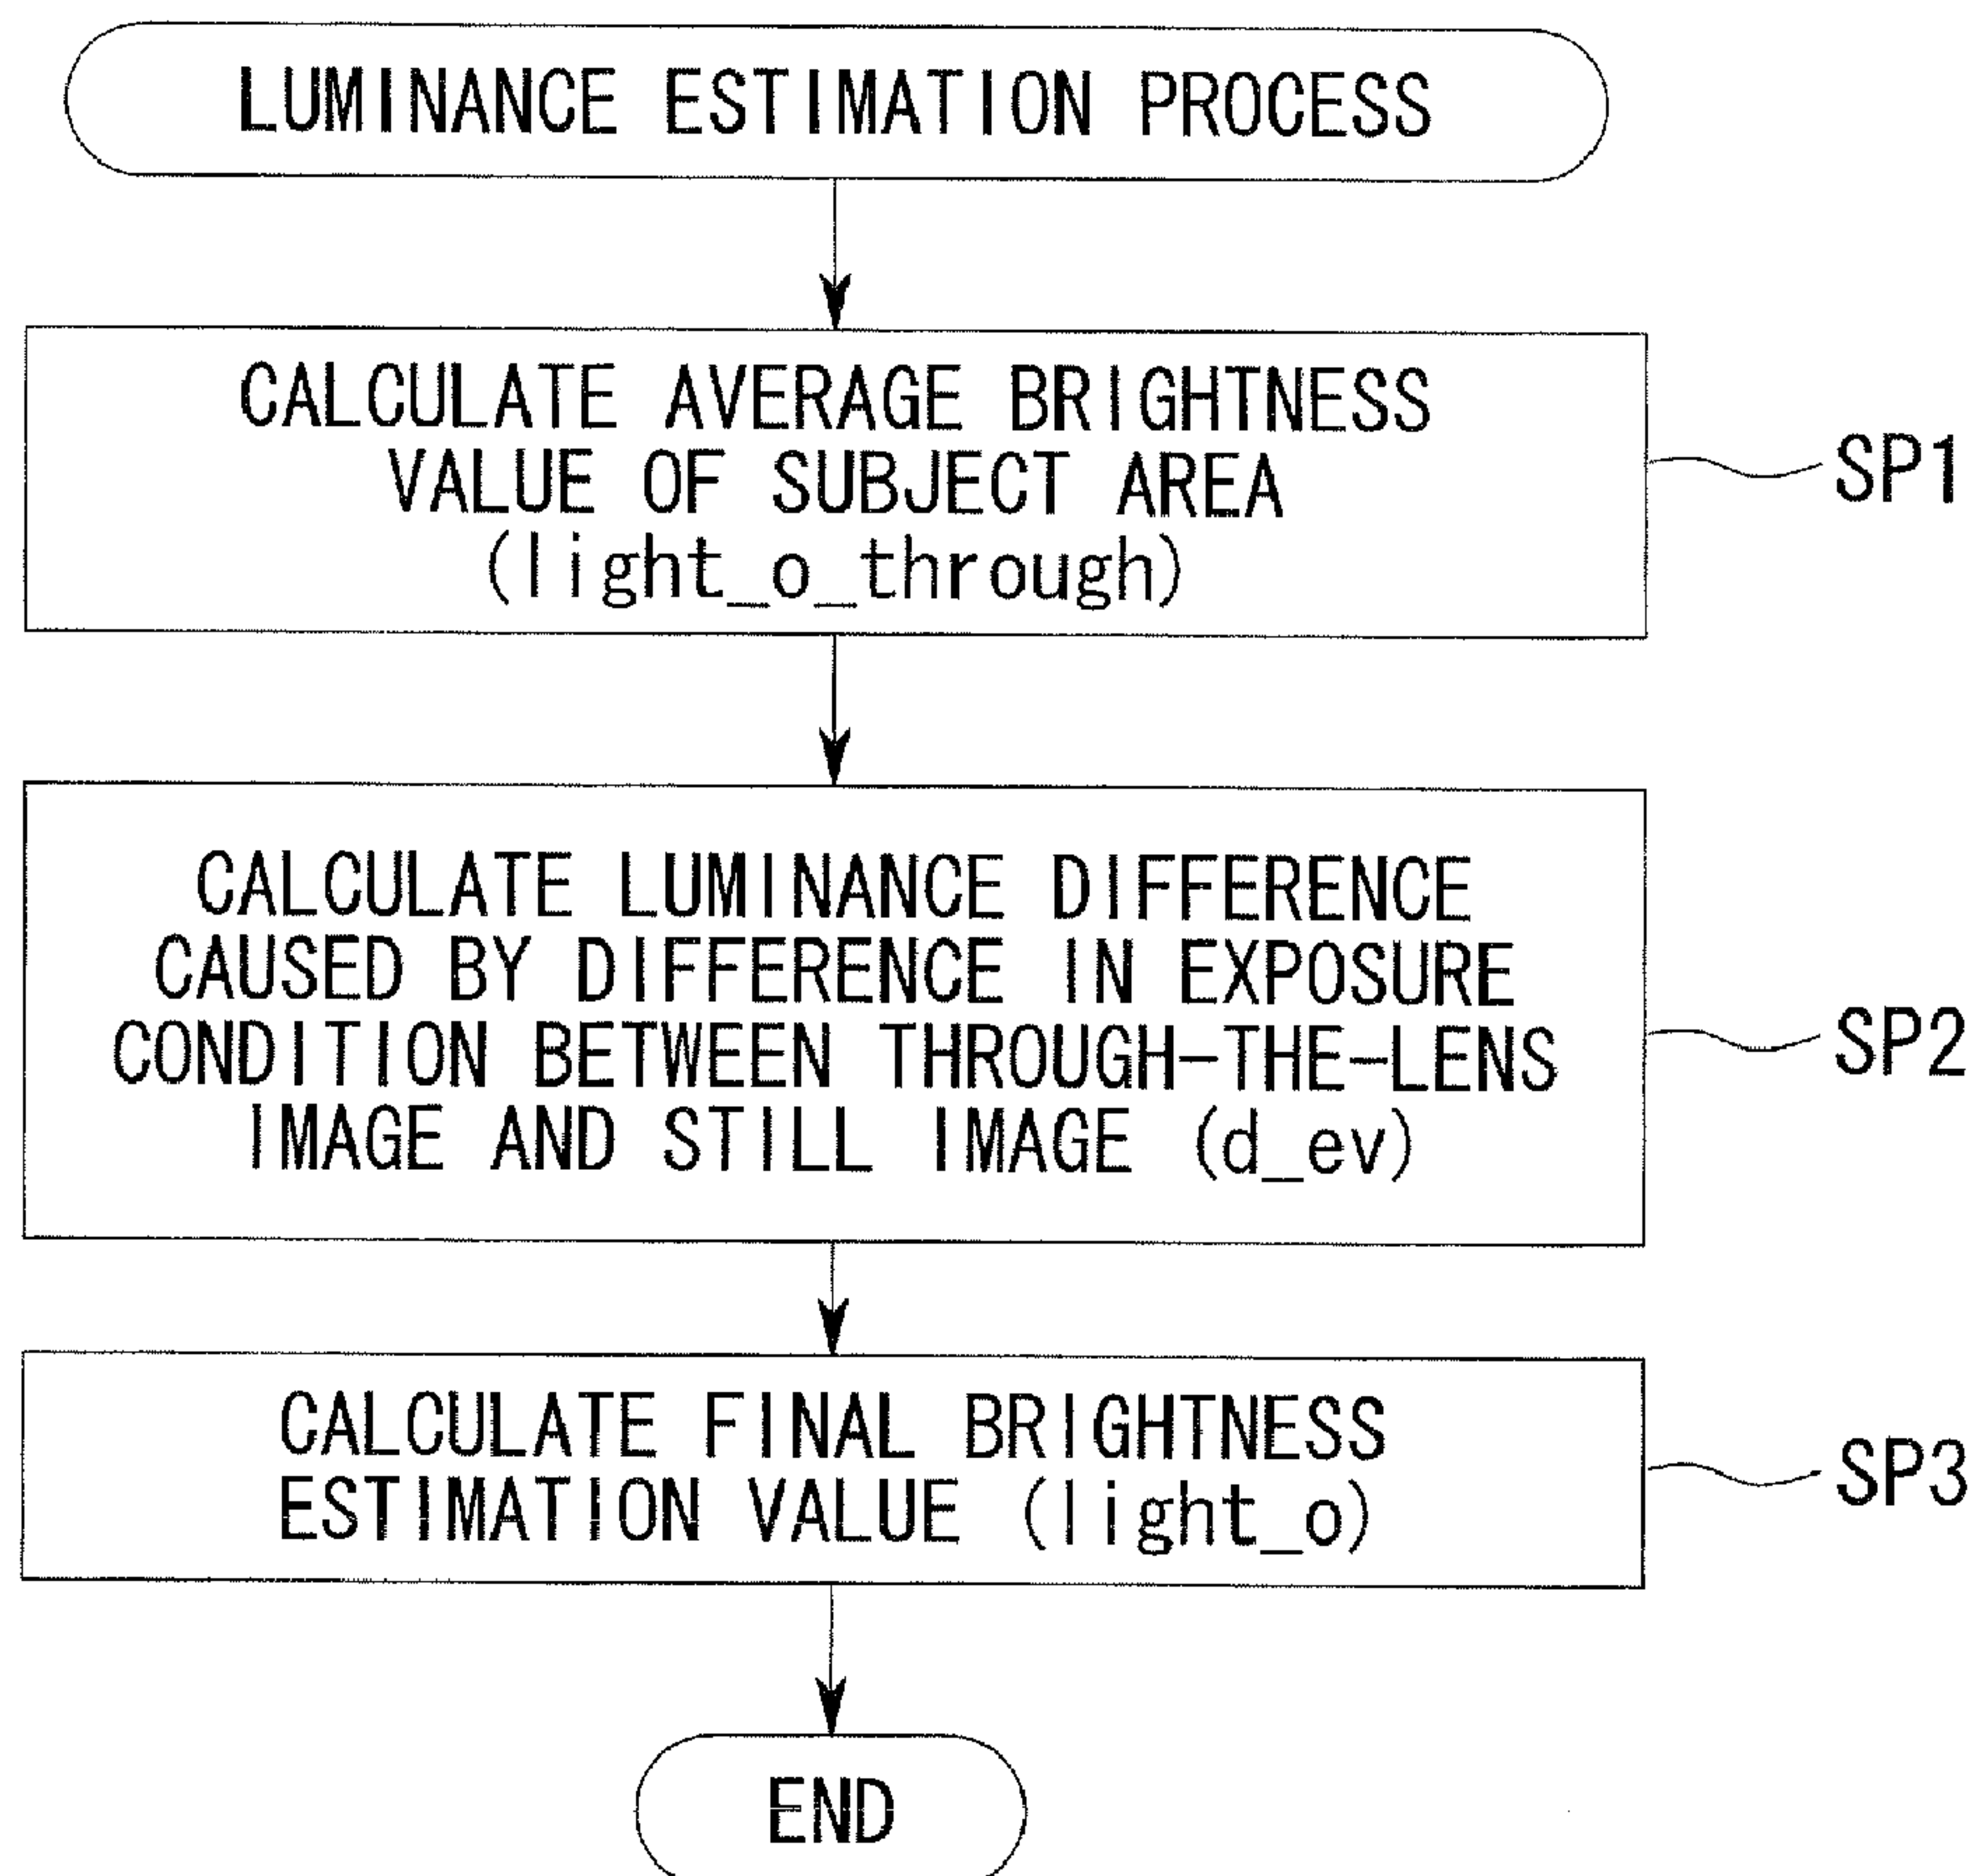 LUMINANCE ESTIMATION PROCESS
CALCULATE AVERAGE BRIGHTNESS
VALUE OF SUBJECT AREA
(light_o_through)
SP1
CALCULATE LUMINANCE DIFFERENCE
CAUSED BY DIFFERENCE IN EXPOSURE
CONDITION BETWEEN THROUGH-THE-LENS
IMAGE AND STILL IMAGE (d_ev)
SP2
CALCULATE FINAL BRIGHTNESS
ESTIMATION VALUE (light_o)
SP3
END